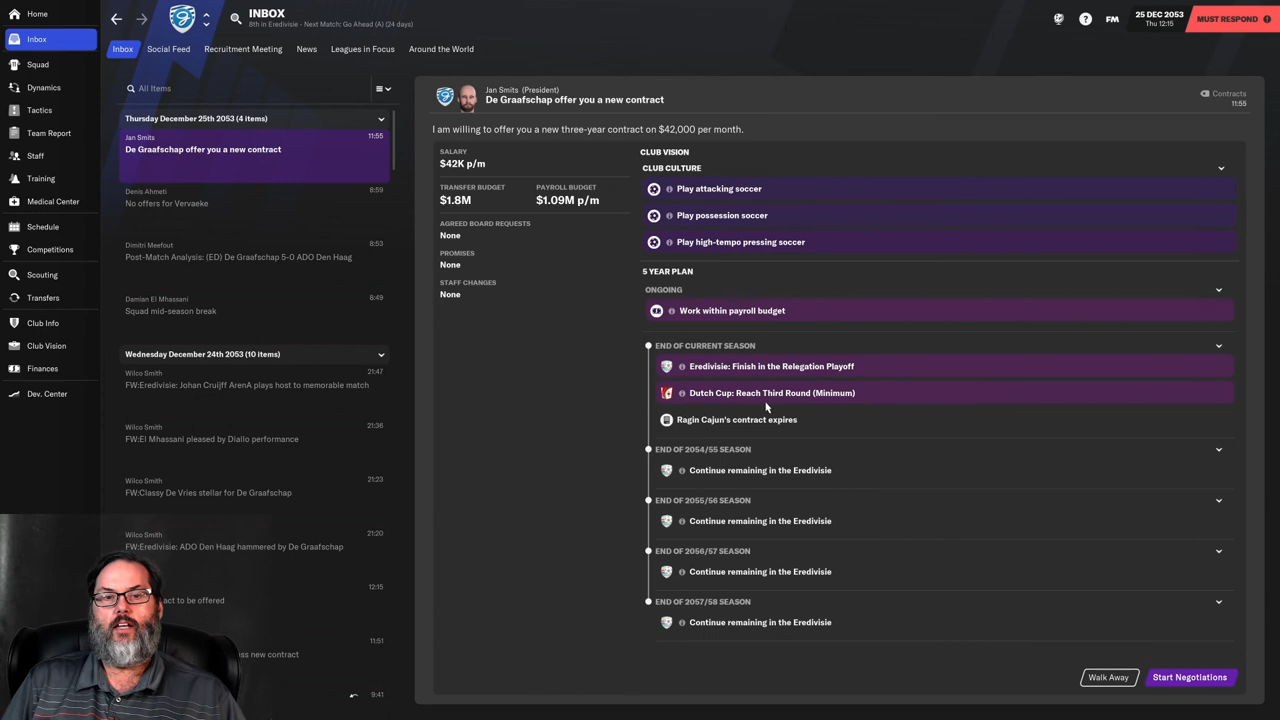 Home
INBOX
8th in Eredivisie - Next Match: Go Ahead (A) (24 days)
FM
25 DEC 2053
Thu 12:15
MUST RESPOND
Inbox
Inbox
Social Feed
Recruitment Meeting
News
Leagues in Focus
Around the World
Squad
Dynamics
Tactics
Team Report
Staff
Training
Medical Center
Schedule
Competitions
Scouting
Transfers
Club Info
Club Vision
Finances
Dev. Center
All Items
Thursday December 25th 2053 (4 items)
Jan Smits
11:55
De Graafschap offer you a new contract
Denis Ahmeti
8:59
No offers for Vervaeke
Dimitri Meefout
8:53
Post-Match Analysis: (ED) De Graafschap 5-0 ADO Den Haag
Damian El Mhassani
8:49
Squad mid-season break
Wednesday December 24th 2053 (10 items)
Wilco Smith
21:47
FW:Eredivisie: Johan Cruijff ArenA plays host to memorable match
Wilco Smith
21:36
FW:El Mhassani pleased by Diallo performance
Wilco Smith
21:23
FW:Classy De Vries stellar for De Graafschap
Wilco Smith
21:20
FW:Eredivisie: ADO Den Haag hammered by De Graafschap
12:15
act to be offered
11:51
ss new contract
9:41
Jan Smits (President)
De Graafschap offer you a new contract
Contracts
11:55
I am willing to offer you a new three-year contract on $42,000 per month.
SALARY
$42K p/m
TRANSFER BUDGET
$1.8M
PAYROLL BUDGET
$1.09M p/m
AGREED BOARD REQUESTS
None
PROMISES
None
STAFF CHANGES
None
CLUB VISION
CLUB CULTURE
Play attacking soccer
Play possession soccer
Play high-tempo pressing soccer
5 YEAR PLAN
ONGOING
Work within payroll budget
END OF CURRENT SEASON
Eredivisie: Finish in the Relegation Playoff
Dutch Cup: Reach Third Round (Minimum)
Ragin Cajun's contract expires
END OF 2054/55 SEASON
Continue remaining in the Eredivisie
END OF 2055/56 SEASON
Continue remaining in the Eredivisie
END OF 2056/57 SEASON
Continue remaining in the Eredivisie
END OF 2057/58 SEASON
Continue remaining in the Eredivisie
Walk Away
Start Negotiations